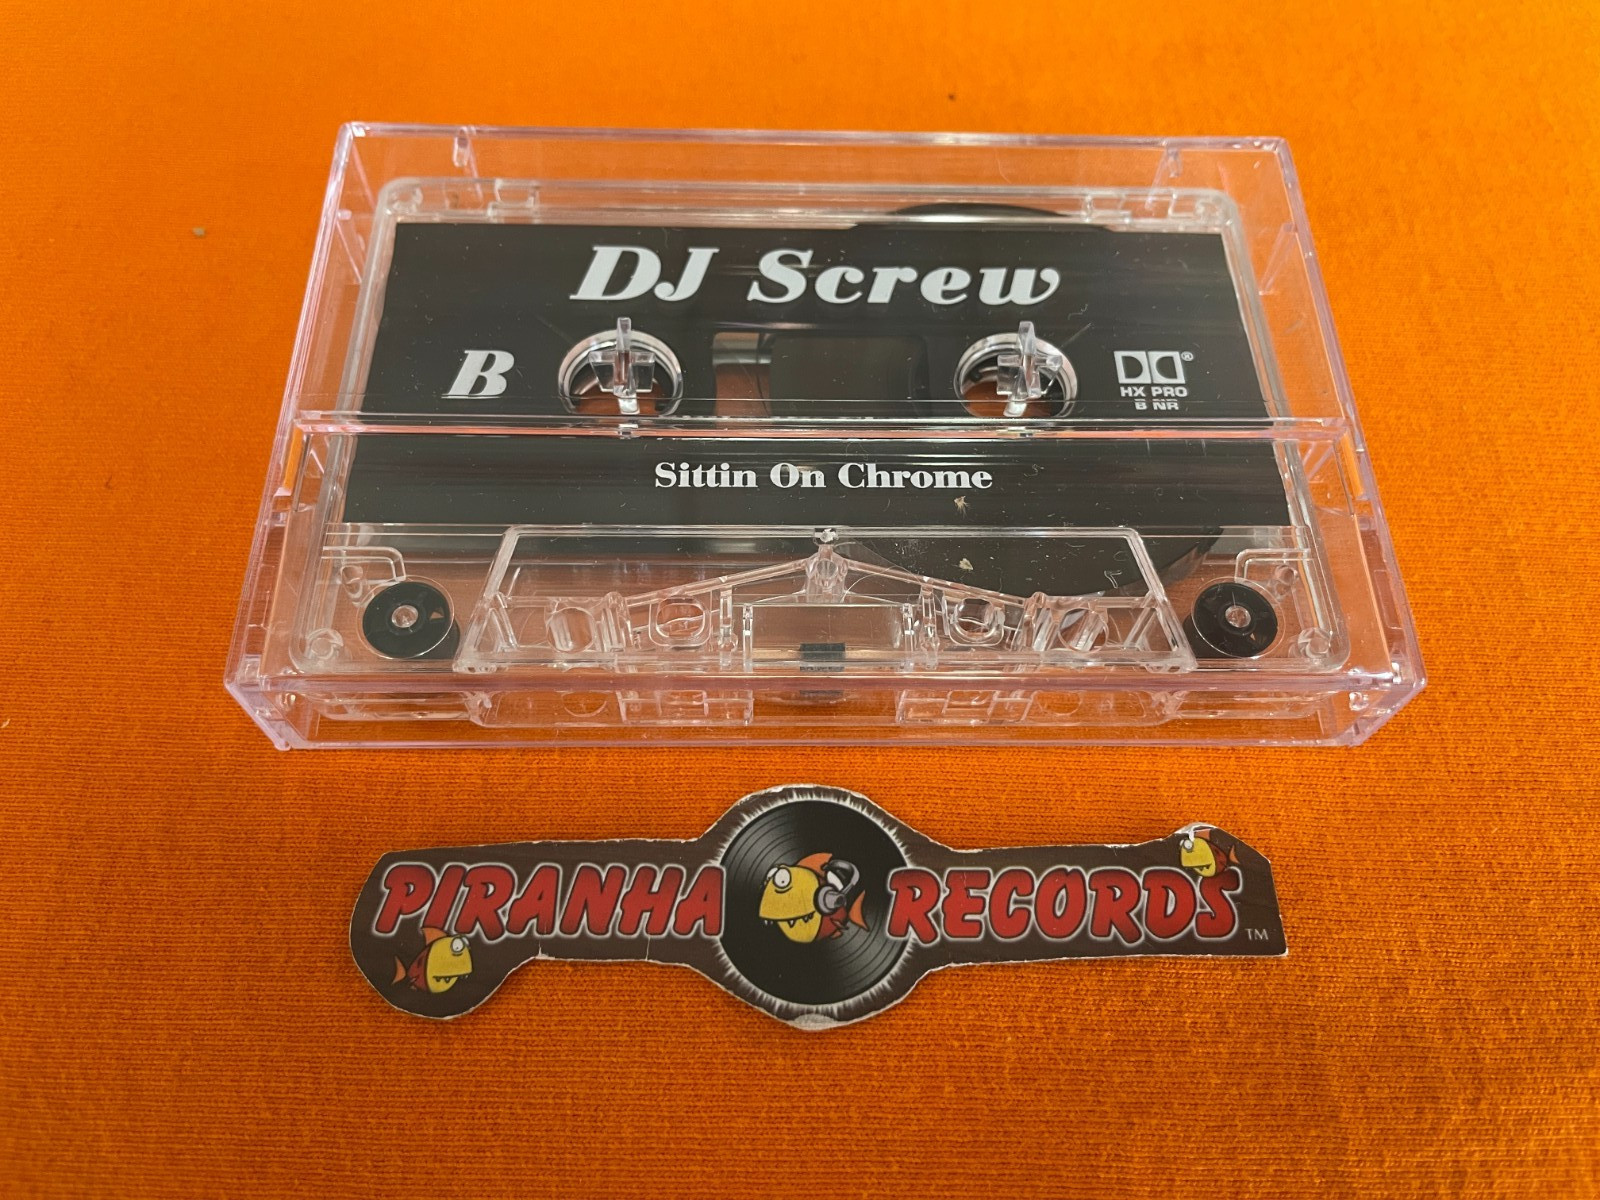 DJ Screw
B
HX PRO
B NR
Sittin On Chrome
PIRANHA RECORDS TM